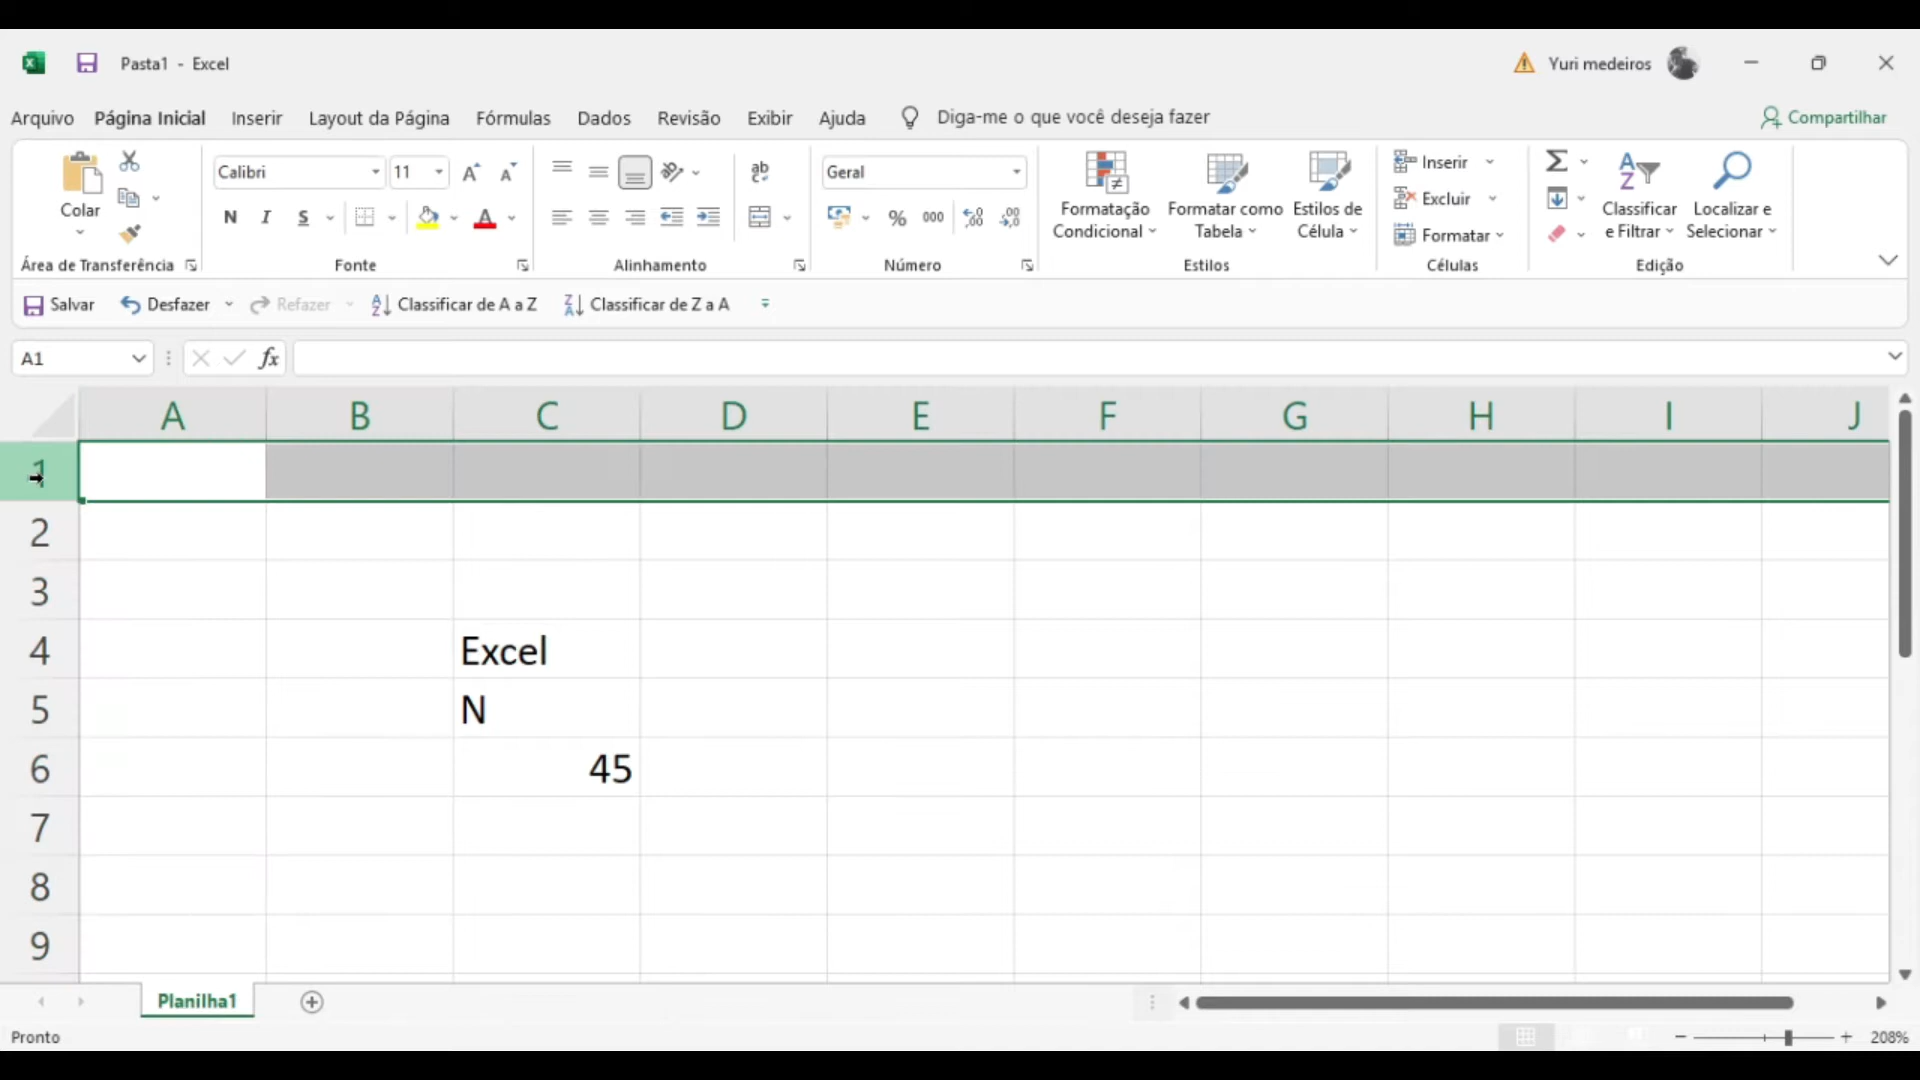 Pasta1 - Excel
Yuri medeiros
Arquivo Página Inicial Inserir Layout da Página Fórmulas Dados Revisão Exibir Ajuda Diga-me o que você deseja fazer Compartilhar
Colar
Calibri 11
N I S
ab
Geral
% 000
Formatação Condicional
Formatar como Tabela
Estilos de Célula
Inserir
Excluir
Formatar
Classificar e Filtrar
Localizar e Selecionar
Área de Transferência Fonte Alinhamento Número Estilos Células Edição
Salvar Desfazer Refazer Classificar de A a Z Classificar de Z a A
A1 fx
A B C D E F G H I J
1
2
3
4 Excel
5 N
6 45
7
8
9
Planilha1
Pronto 208%